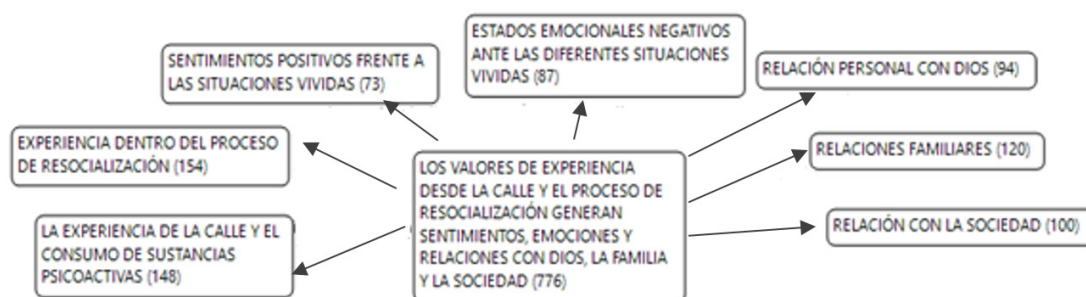 ESTADOS EMOCIONALES NEGATIVOS
ANTE LAS DIFERENTES SITUACIONES
VIVIDAS (87)
SENTIMIENTOS POSITIVOS FRENTE A
LAS SITUACIONES VIVIDAS (73)
RELACIÓN PERSONAL CON DIOS (94)
EXPERIENCIA DENTRO DEL PROCESO
DE RESOCIALIZACIÓN (154)
LOS VALORES DE EXPERIENCIA
DESDE LA CALLE Y EL PROCESO DE
RESOCIALIZACIÓN GENERAN
SENTIMIENTOS, EMOCIONES Y
RELACIONES CON DIOS, LA FAMILIA
Y LA SOCIEDAD (776)
RELACIONES FAMILIARES (120)
LA EXPERIENCIA DE LA CALLE Y EL
CONSUMO DE SUSTANCIAS
PSICOACTIVAS (148)
RELACIÓN CON LA SOCIEDAD (100)